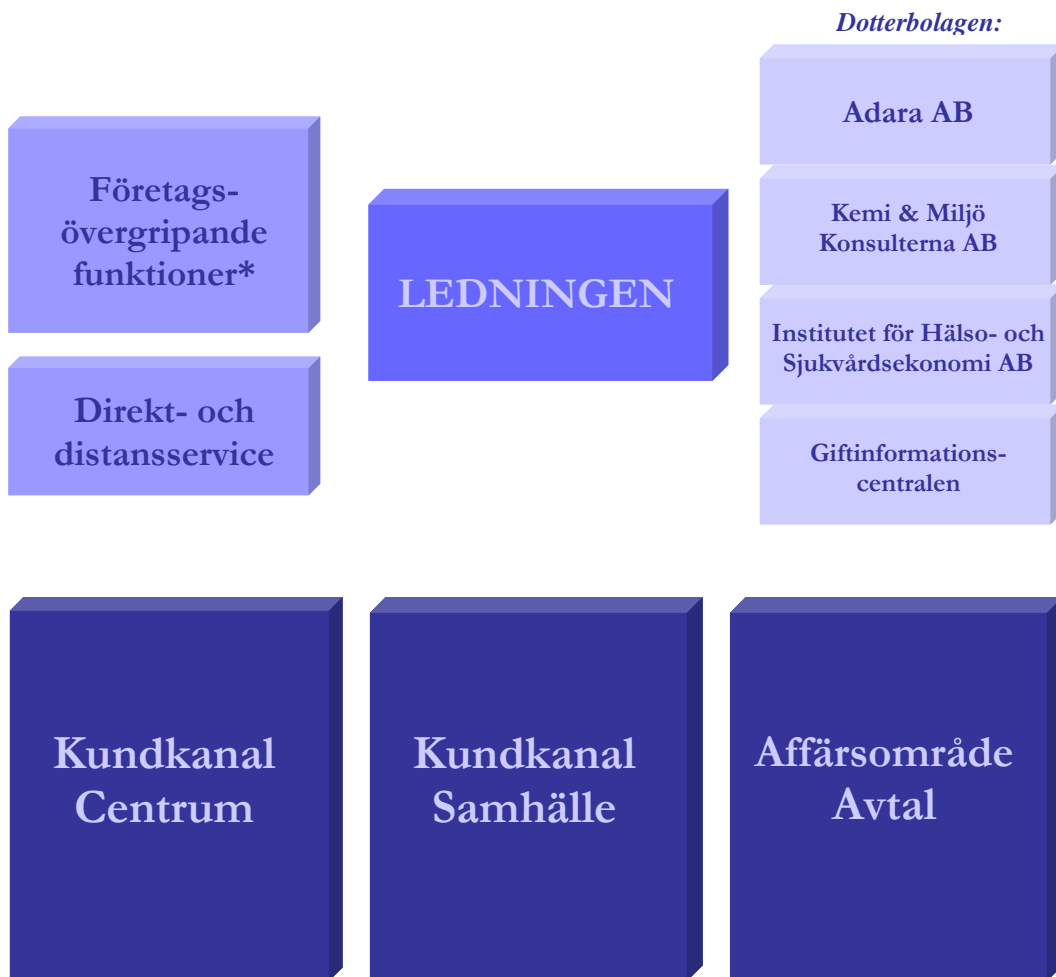 Dotterbolagen:
Adara AB
Kemi & Miljö
Konsulterna AB
Institutet för Hälso- och
Sjukvårdsekonomi AB
Giftinformations-
centralen
Företags-
övergripande
funktioner*
Direkt- och
distansservice
LEDNINGEN
Kundkanal
Centrum
Kundkanal
Samhälle
Affärsområde
Avtal